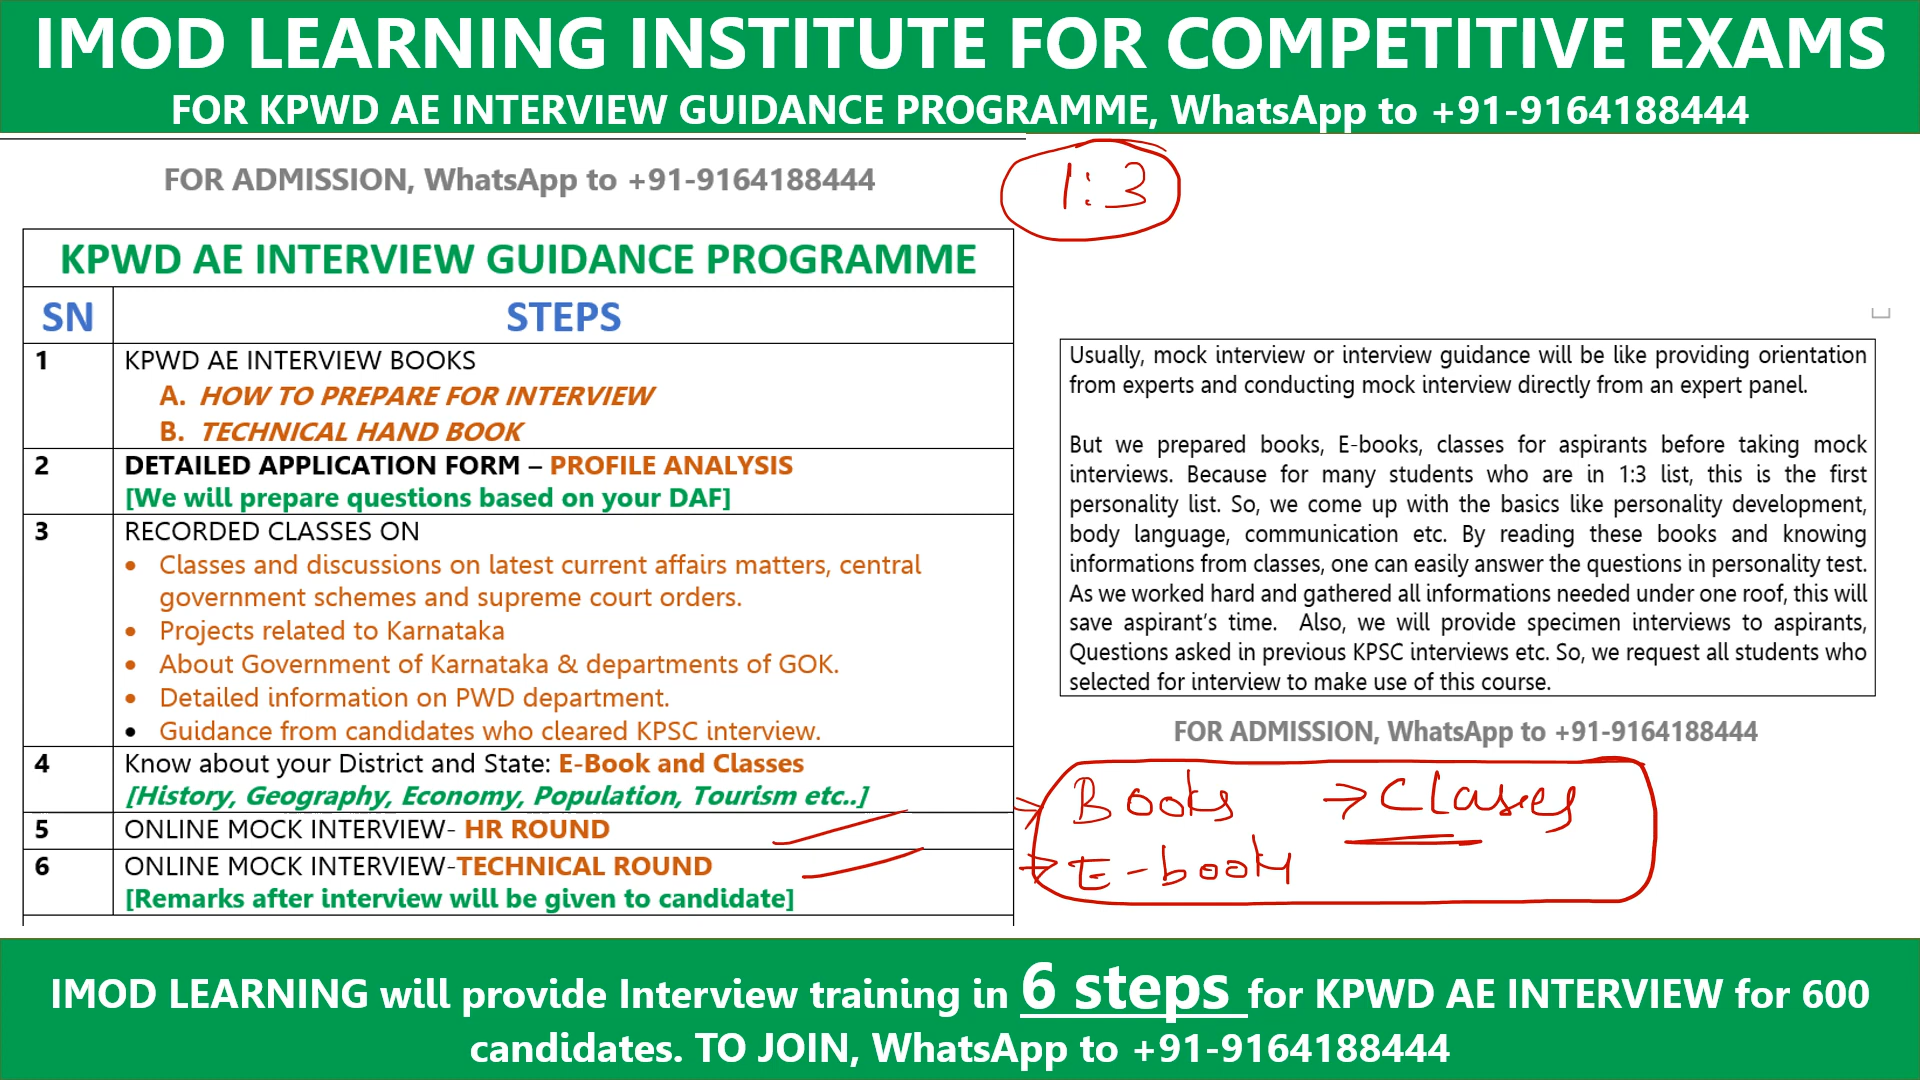 IMOD LEARNING INSTITUTE FOR COMPETITIVE EXAMS
FOR KPWD AE INTERVIEW GUIDANCE PROGRAMME, WhatsApp to +91-9164188444
FOR ADMISSION, WhatsApp to +91-9164188444
1:3
KPWD AE INTERVIEW GUIDANCE PROGRAMME
SN STEPS
1 KPWD AE INTERVIEW BOOKS
A. HOW TO PREPARE FOR INTERVIEW
B. TECHNICAL HAND BOOK
2 DETAILED APPLICATION FORM – PROFILE ANALYSIS
[We will prepare questions based on your DAF]
3 RECORDED CLASSES ON
• Classes and discussions on latest current affairs matters, central
government schemes and supreme court orders.
• Projects related to Karnataka
• About Government of Karnataka & departments of GOK.
• Detailed information on PWD department.
• Guidance from candidates who cleared KPSC interview.
4 Know about your District and State: E-Book and Classes
[History, Geography, Economy, Population, Tourism etc..]
5 ONLINE MOCK INTERVIEW- HR ROUND
6 ONLINE MOCK INTERVIEW-TECHNICAL ROUND
[Remarks after interview will be given to candidate]
Usually, mock interview or interview guidance will be like providing orientation
from experts and conducting mock interview directly from an expert panel.
But we prepared books, E-books, classes for aspirants before taking mock
interviews. Because for many students who are in 1:3 list, this is the first
personality list. So, we come up with the basics like personality development,
body language, communication etc. By reading these books and knowing
informations from classes, one can easily answer the questions in personality test.
As we worked hard and gathered all informations needed under one roof, this will
save aspirant’s time. Also, we will provide specimen interviews to aspirants,
Questions asked in previous KPSC interviews etc. So, we request all students who
selected for interview to make use of this course.
FOR ADMISSION, WhatsApp to +91-9164188444
→ Books → Classes
→ E-book
IMOD LEARNING will provide Interview training in 6 steps for KPWD AE INTERVIEW for 600
candidates. TO JOIN, WhatsApp to +91-9164188444